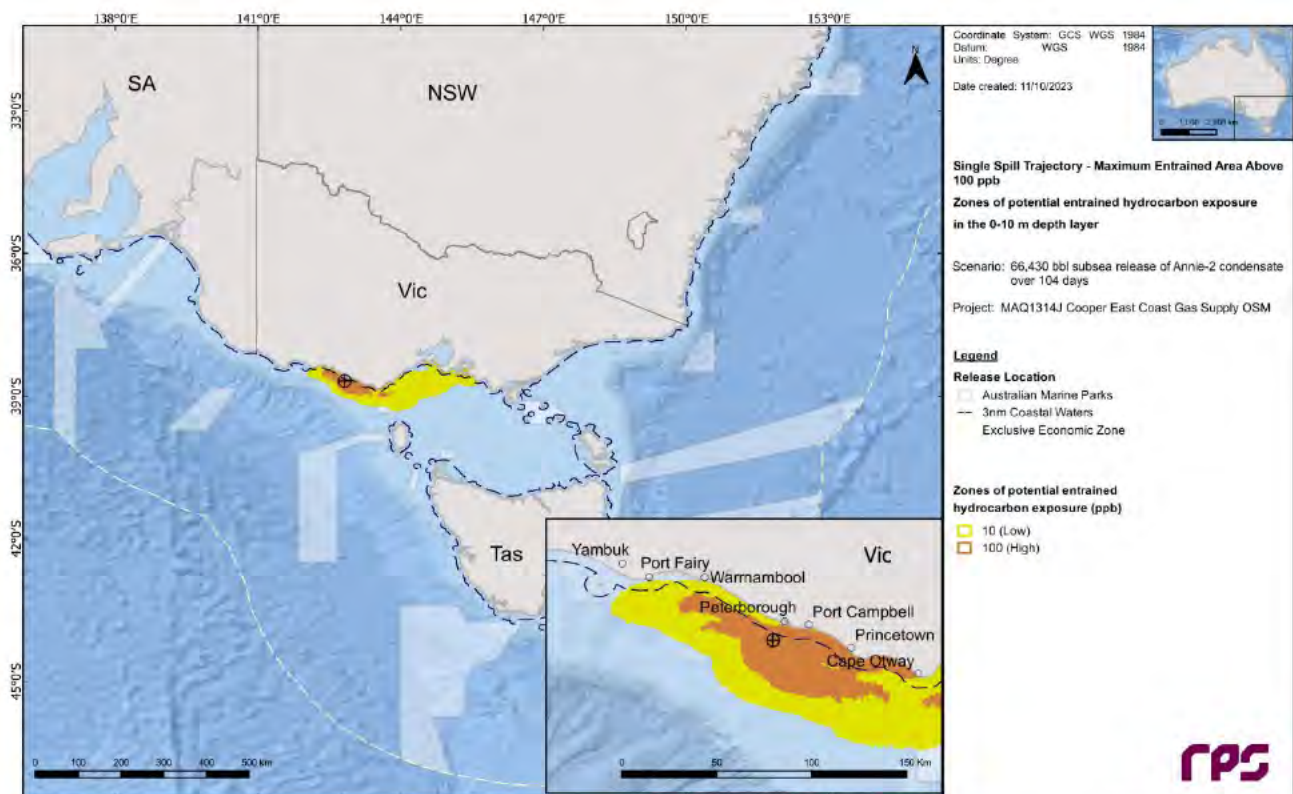 138°0'E 141°0'E 144°0'E 147°0'E 150°0'E 153°0'E
33°0'S
36°0'S
39°0'S
42°0'S
45°0'S
SA
NSW
Vic
Tas
N
0 100 200 300 400 500 Km
Vic
Yambuk
Port Fairy
Warrnambool
Peterborough
Port Campbell
Princetown
Cape Otway
0 50 100 150 Km
Coordinate System: GCS WGS 1984
Datum: WGS 1984
Units: Degree
Date created: 11/10/2023
Single Spill Trajectory - Maximum Entrained Area Above
100 ppb
Zones of potential entrained hydrocarbon exposure
in the 0-10 m depth layer
Scenario: 66,430 bbl subsea release of Annie-2 condensate
over 104 days
Project: MAQ1314J Cooper East Coast Gas Supply OSM
Legend
Release Location
Australian Marine Parks
3nm Coastal Waters
Exclusive Economic Zone
Zones of potential entrained
hydrocarbon exposure (ppb)
10 (Low)
100 (High)
rps